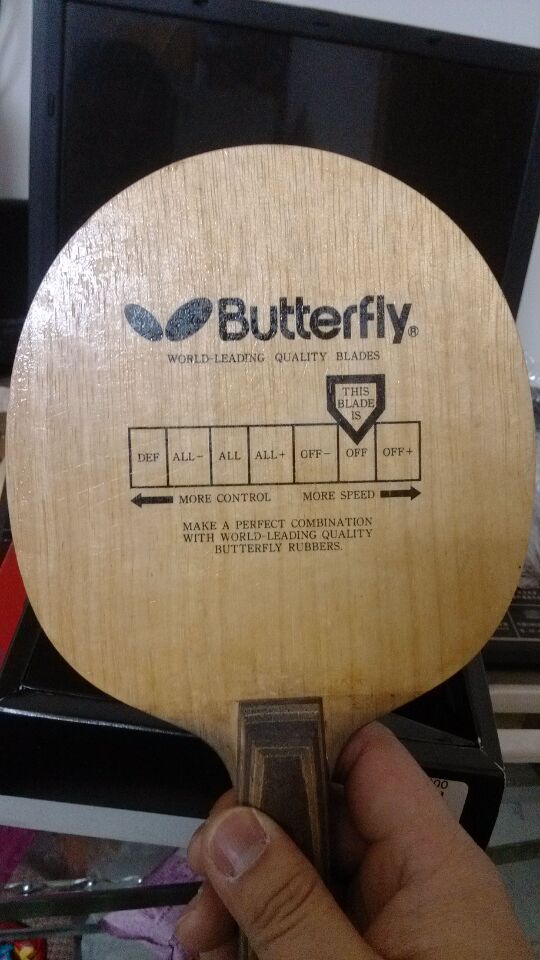 Butterfly®
WORLD-LEADING QUALITY BLADES
THIS
BLADE
IS
DEF ALL- ALL ALL+ OFF- OFF OFF+
MORE CONTROL MORE SPEED
MAKE A PERFECT COMBINATION
WITH WORLD-LEADING QUALITY
BUTTERFLY RUBBERS.